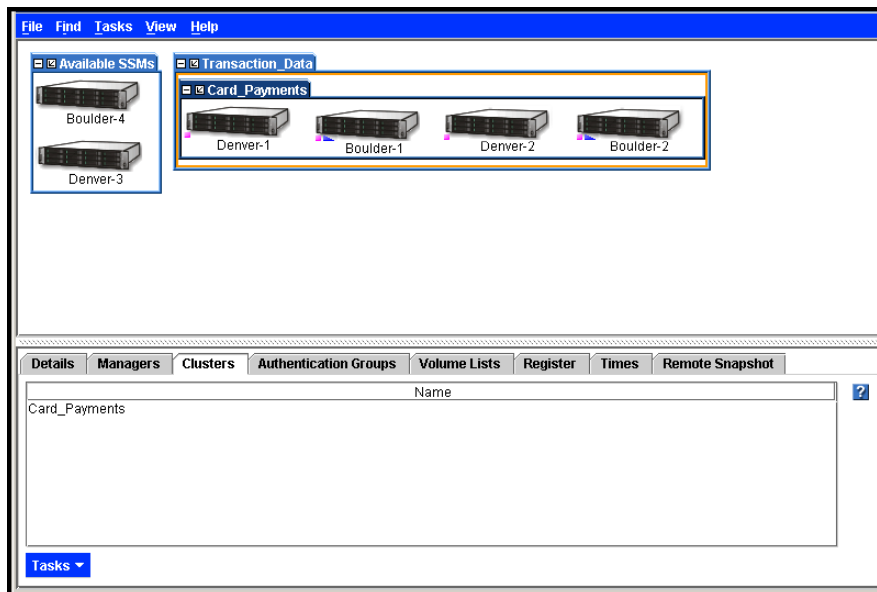 File Find Tasks View Help
Available SSMs
Boulder-4
Denver-3
Transaction_Data
Card_Payments
Denver-1 Boulder-1 Denver-2 Boulder-2
Details Managers Clusters Authentication Groups Volume Lists Register Times Remote Snapshot
Name
?
Card_Payments
Tasks